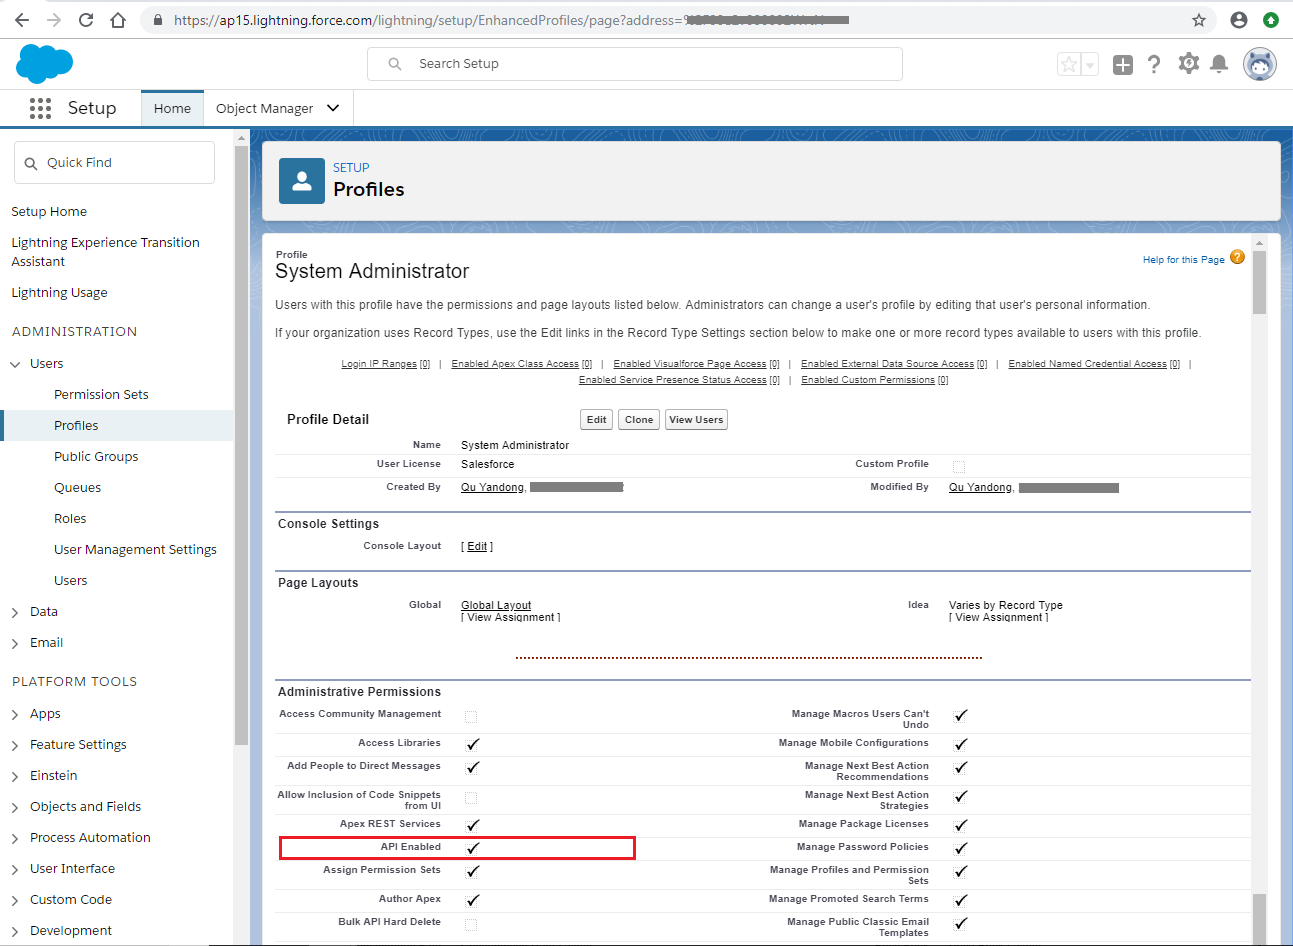 https://ap15.lightning.force.com/lightning/setup/EnhancedProfiles/page?address=
Search Setup
Setup
Home
Object Manager
Quick Find
Setup Home
Lightning Experience Transition
Assistant
Lightning Usage
ADMINISTRATION
Users
Permission Sets
Profiles
Public Groups
Queues
Roles
User Management Settings
Users
Data
Email
PLATFORM TOOLS
Apps
Feature Settings
Einstein
Objects and Fields
Process Automation
User Interface
Custom Code
Development
SETUP
Profiles
Profile
System Administrator
Help for this Page ?
Users with this profile have the permissions and page layouts listed below. Administrators can change a user's profile by editing that user's personal information.
If your organization uses Record Types, use the Edit links in the Record Type Settings section below to make one or more record types available to users with this profile.
Login IP Ranges [0] | Enabled Apex Class Access [0] | Enabled Visualforce Page Access [0] | Enabled External Data Source Access [0] | Enabled Named Credential Access [0] |
Enabled Service Presence Status Access [0] | Enabled Custom Permissions [0]
Profile Detail Edit Clone View Users
Name System Administrator
User License Salesforce Custom Profile
Created By Qu Yandong, Modified By Qu Yandong,
Console Settings
Console Layout [ Edit ]
Page Layouts
Global Global Layout Idea Varies by Record Type
[ View Assignment ] [ View Assignment ]
Administrative Permissions
Access Community Management Manage Macros Users Can't
Undo
Access Libraries Manage Mobile Configurations
Add People to Direct Messages Manage Next Best Action
Recommendations
Allow Inclusion of Code Snippets Manage Next Best Action
from UI Strategies
Apex REST Services Manage Package Licenses
API Enabled Manage Password Policies
Assign Permission Sets Manage Profiles and Permission
Sets
Author Apex Manage Promoted Search Terms
Bulk API Hard Delete Manage Public Classic Email
Templates